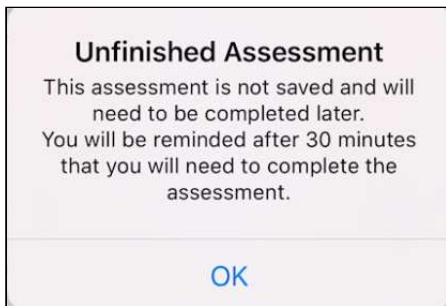 Unfinished Assessment
This assessment is not saved and will
need to be completed later.
You will be reminded after 30 minutes
that you will need to complete the
assessment.
OK